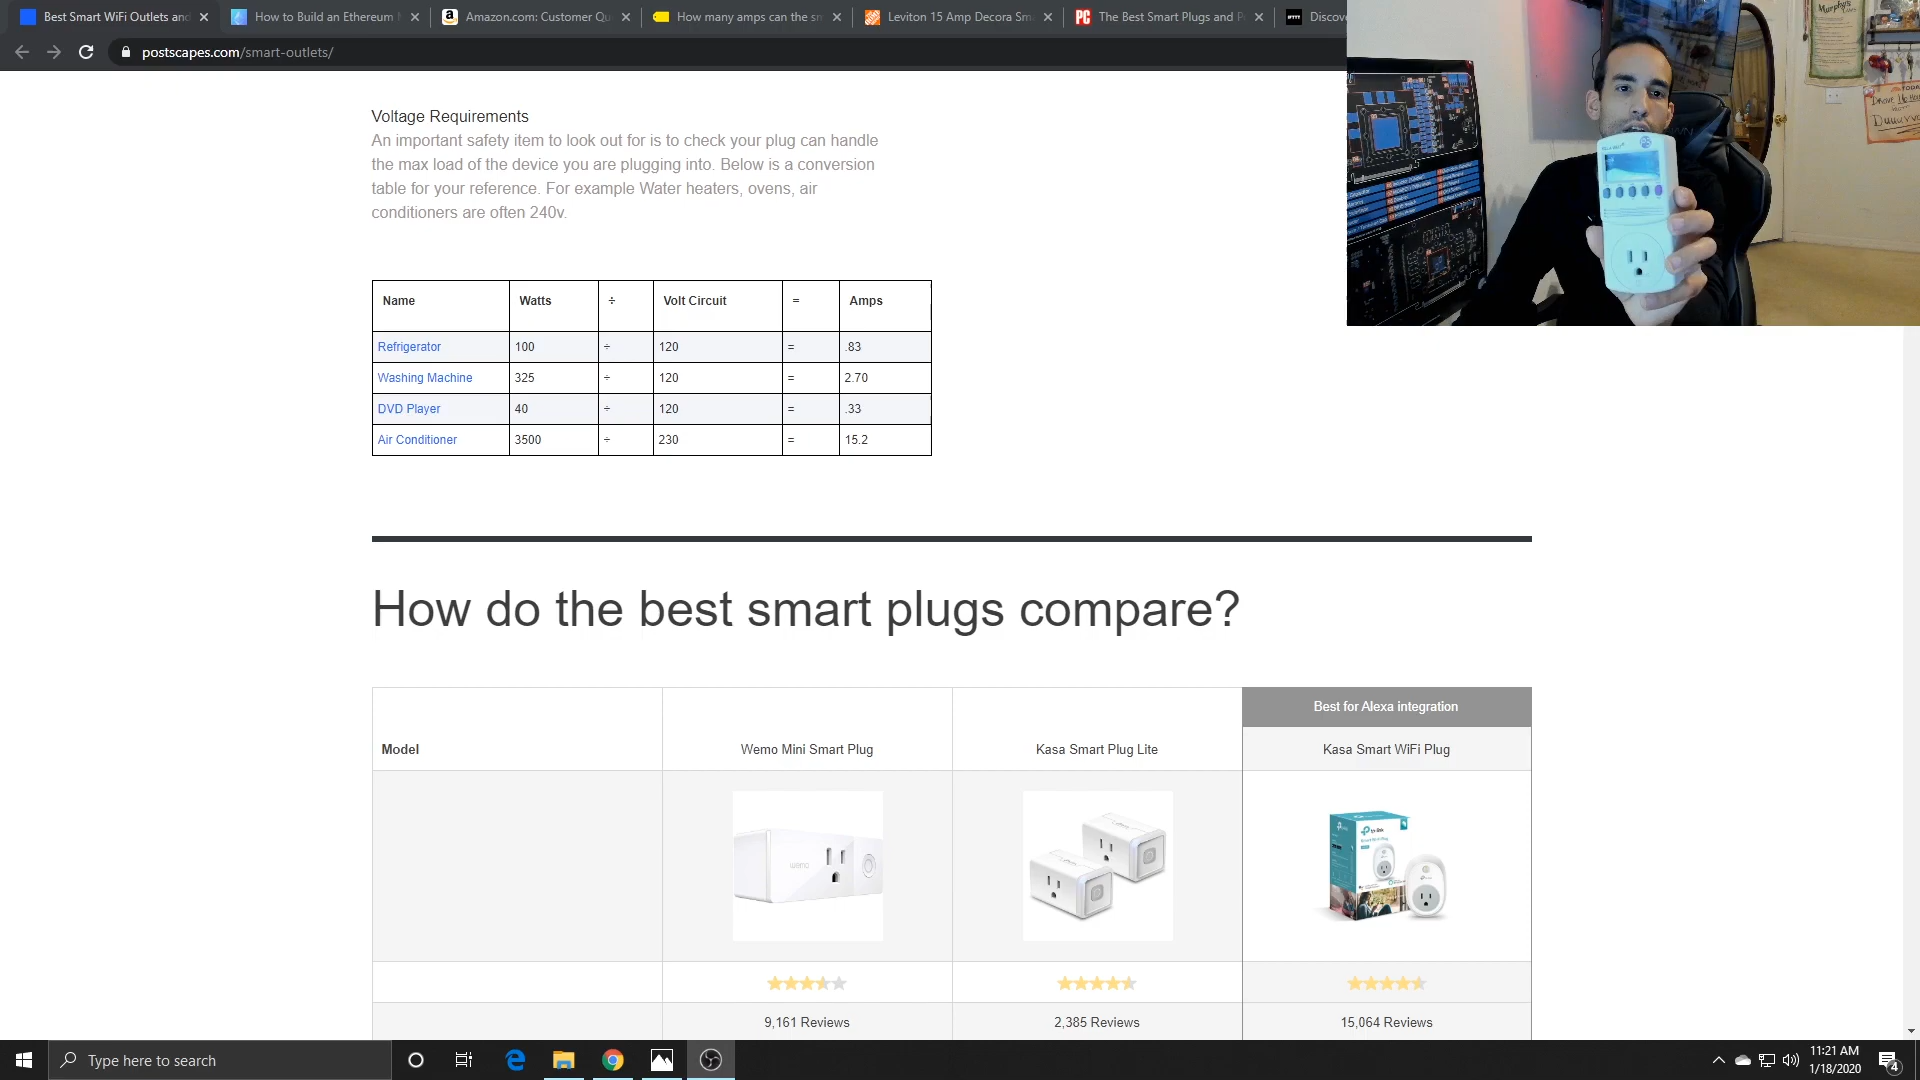 Best Smart WiFi Outlets and
How to Build an Ethereum
Amazon.com: Customer Qu
How many amps can the sm
Leviton 15 Amp Decora Sm
PC
The Best Smart Plugs and P
IFTTT
Discov
postscapes.com/smart-outlets/
Voltage Requirements
An important safety item to look out for is to check your plug can handle
the max load of the device you are plugging into. Below is a conversion
table for your reference. For example Water heaters, ovens, air
conditioners are often 240v.
Name Watts ÷ Volt Circuit = Amps
Refrigerator 100 ÷ 120 = .83
Washing Machine 325 ÷ 120 = 2.70
DVD Player 40 ÷ 120 = .33
Air Conditioner 3500 ÷ 230 = 15.2
How do the best smart plugs compare?
Best for Alexa integration
Model Wemo Mini Smart Plug Kasa Smart Plug Lite Kasa Smart WiFi Plug
wemo
tp-link
9,161 Reviews 2,385 Reviews 15,064 Reviews
Type here to search
11:21 AM
1/18/2020
4